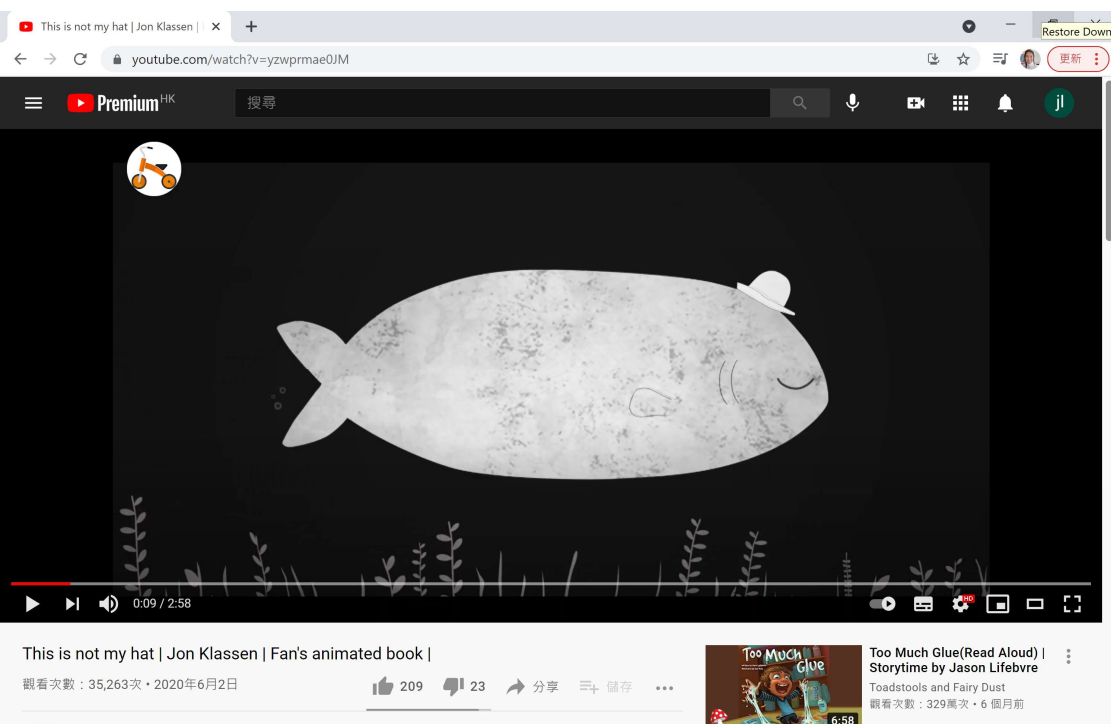 This is not my hat | Jon Klassen |
Restore Down
youtube.com/watch?v=yzwprmae0JM
更新
Premium HK
搜尋
jl
0:09 / 2:58
HD
This is not my hat | Jon Klassen | Fan's animated book |
觀看次數：35,263次 • 2020年6月2日
209
23
分享
儲存
Too Much
Glue
6:58
Too Much Glue(Read Aloud) |
Storytime by Jason Lifebvre
Toadstools and Fairy Dust
觀看次數：329萬次 • 6 個月前